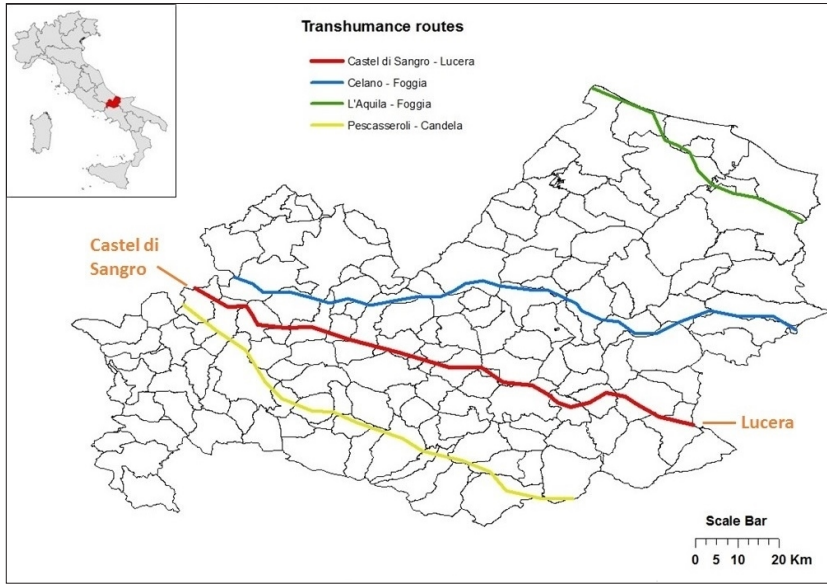 Transhumance routes
Castel di Sangro - Lucera
Celano - Foggia
L'Aquila - Foggia
Pescasseroli - Candela
Castel di
Sangro
Lucera
Scale Bar
0 5 10 20 Km